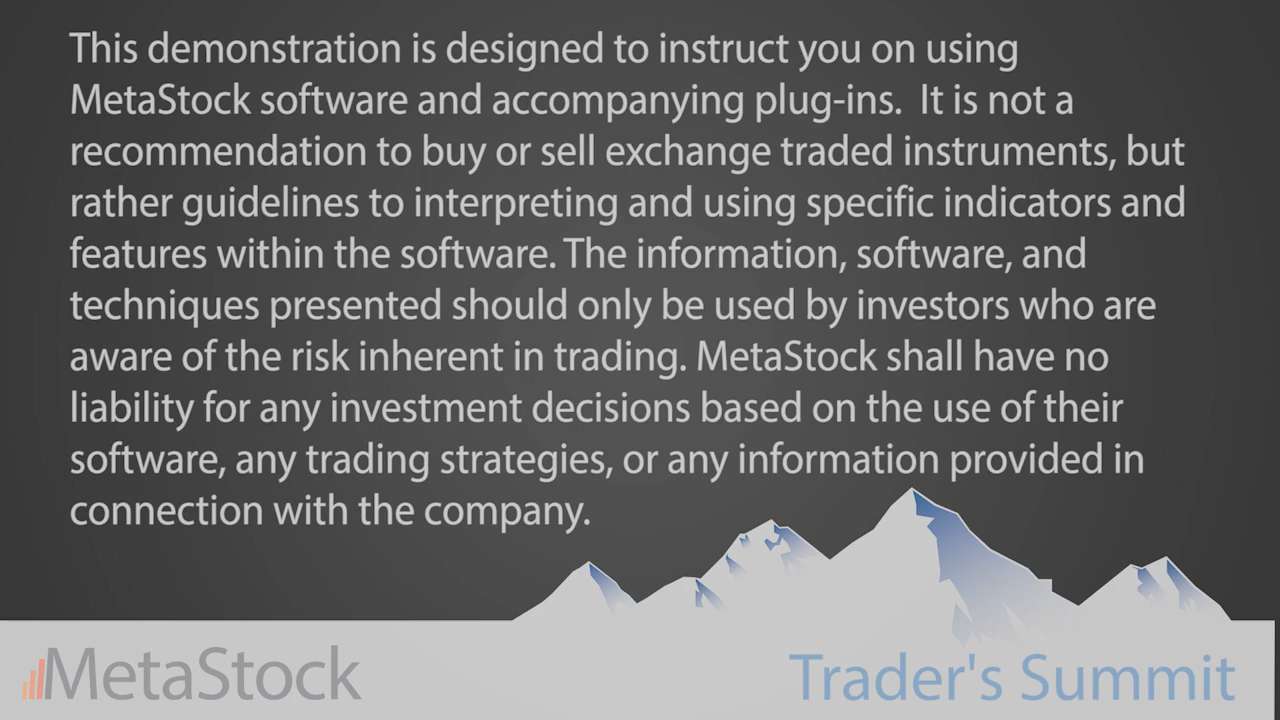 This demonstration is designed to instruct you on using
MetaStock software and accompanying plug-ins.  It is not a
recommendation to buy or sell exchange traded instruments, but
rather guidelines to interpreting and using specific indicators and
features within the software. The information, software, and
techniques presented should only be used by investors who are
aware of the risk inherent in trading. MetaStock shall have no
liability for any investment decisions based on the use of their
software, any trading strategies, or any information provided in
connection with the company.
MetaStock
Trader's Summit